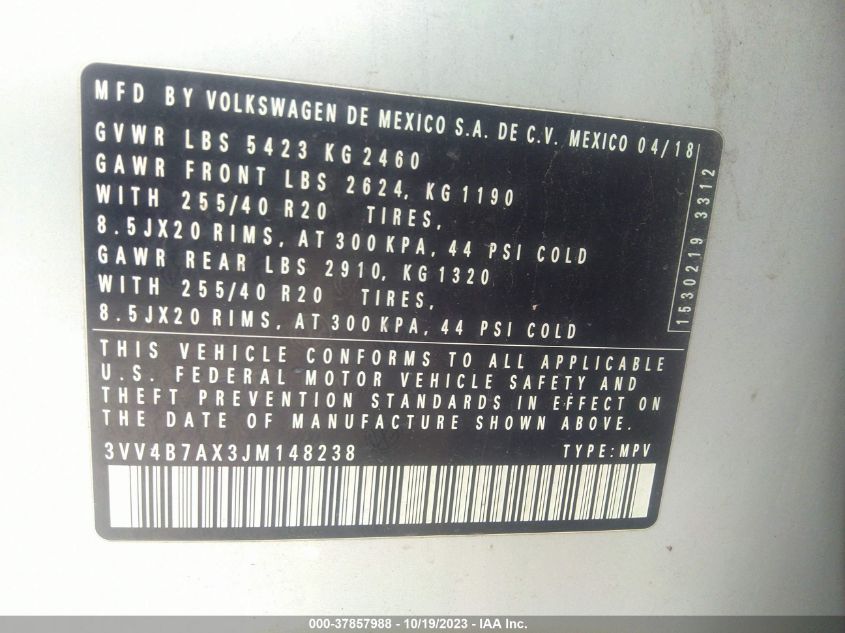 MFD BY VOLKSWAGEN DE MEXICO S.A. DE C.V. MEXICO 04/18
GVWR LBS 5423 KG 2460
GAWR FRONT LBS 2624, KG 1190
WITH 255/40 R20 TIRES,
8.5JX20 RIMS, AT 300 KPA, 44 PSI COLD
GAWR REAR LBS 2910, KG 1320
WITH 255/40 R20 TIRES,
8.5JX20 RIMS, AT 300 KPA, 44 PSI COLD
1530219 3312
THIS VEHICLE CONFORMS TO ALL APPLICABLE
U.S. FEDERAL MOTOR VEHICLE SAFETY AND
THEFT PREVENTION STANDARDS IN EFFECT ON
THE DATE OF MANUFACTURE SHOWN ABOVE.
3VV4B7AX3JM148238 TYPE: MPV
000-37857988 - 10/19/2023 - IAA Inc.